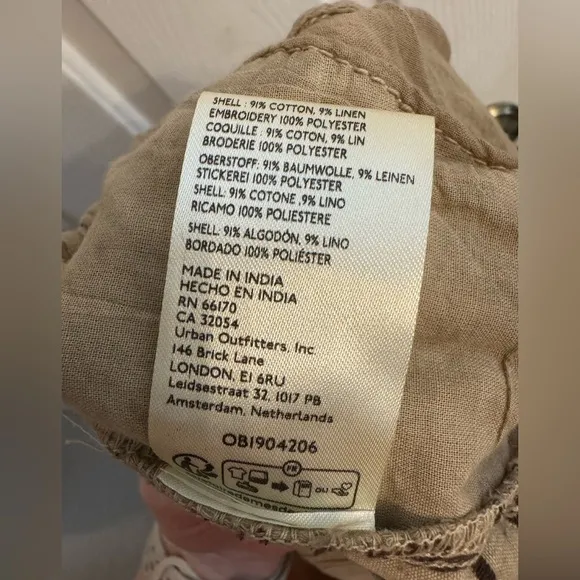 SHELL : 91% COTTON, 9% LINEN
EMBROIDERY 100% POLYESTER
COQUILLE : 91% COTON, 9% LIN
BRODERIE 100% POLYESTER
OBERSTOFF: 91% BAUMWOLLE, 9% LEINEN
STICKEREI 100% POLYESTER
SHELL: 91% COTONE ,9% LINO
RICAMO 100% POLIESTERE
SHELL: 91% ALGODÓN, 9% LINO
BORDADO 100% POLIÉSTER
MADE IN INDIA
HECHO EN INDIA
RN 66170
CA 32054
Urban Outfitters, Inc
146 Brick Lane
LONDON, E1 6RU
Leidsestraat 32, 1017 PB
Amsterdam, Netherlands
OB1904206
FR
OU